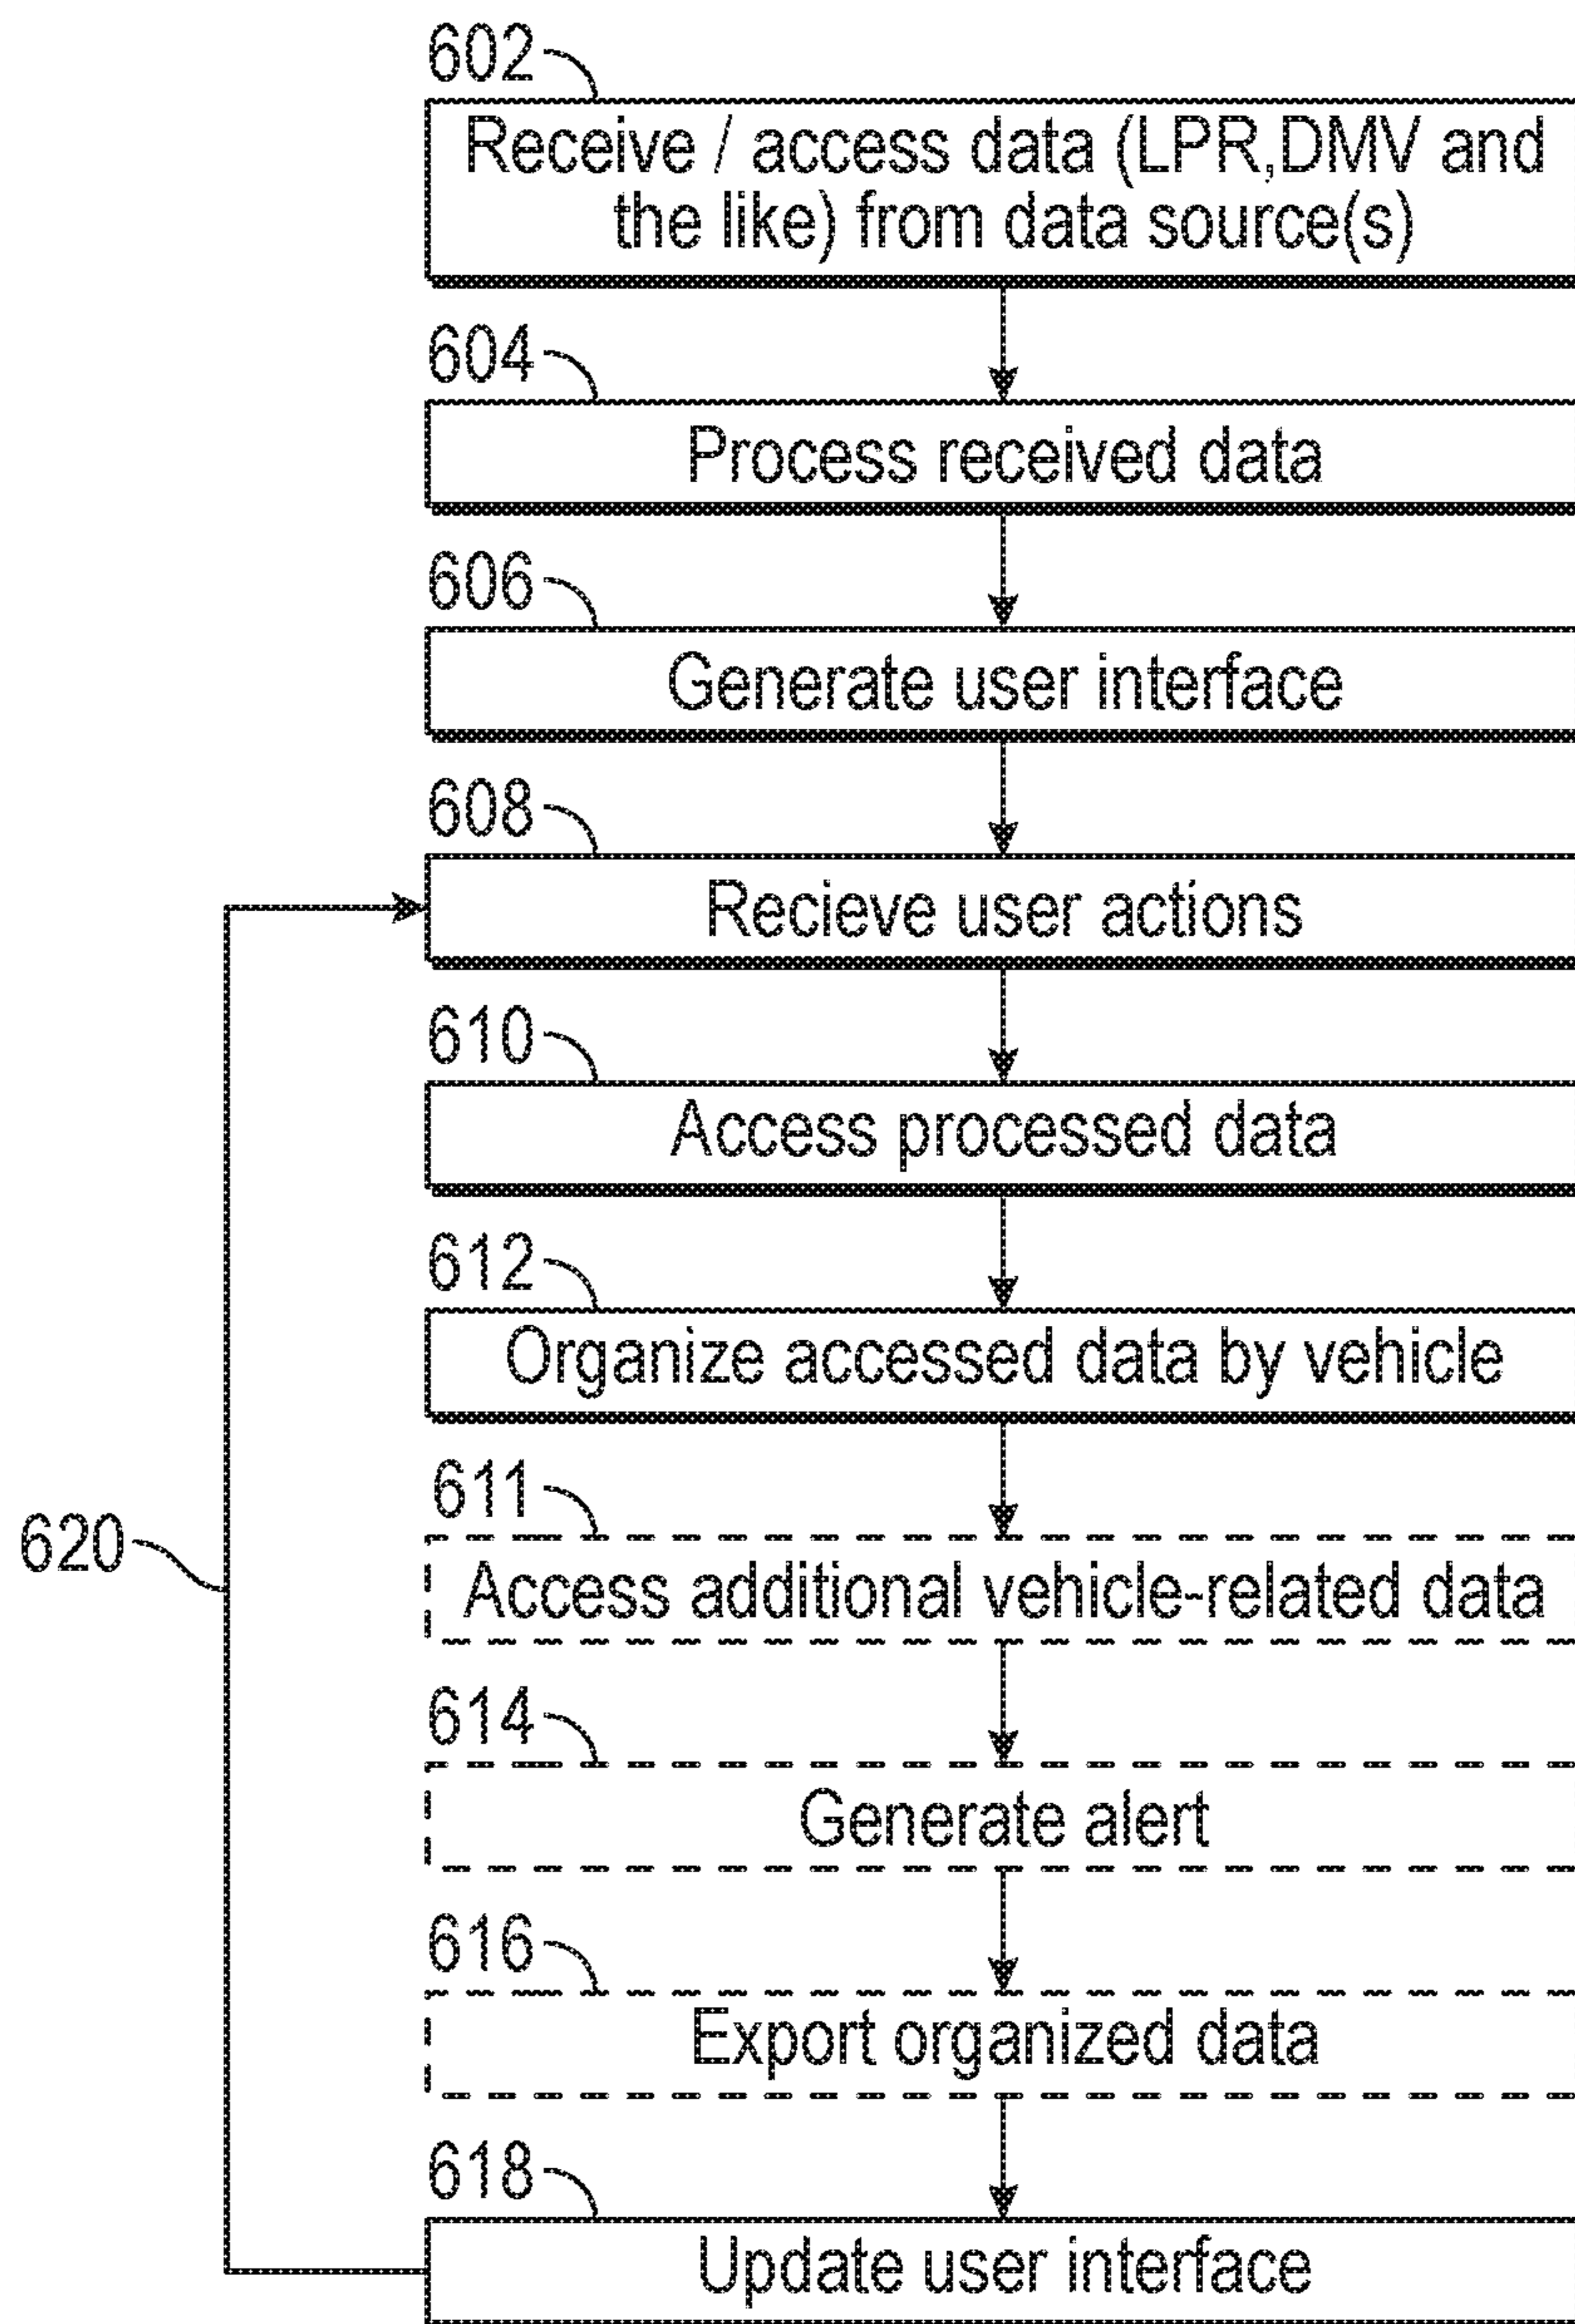 602
Receive / access data (LPR,DMV and
the like) from data source(s)
604
Process received data
606
Generate user interface
608
Recieve user actions
610
Access processed data
612
Organize accessed data by vehicle
611
620
Access additional vehicle-related data
614
Generate alert
616
Export organized data
618
Update user interface